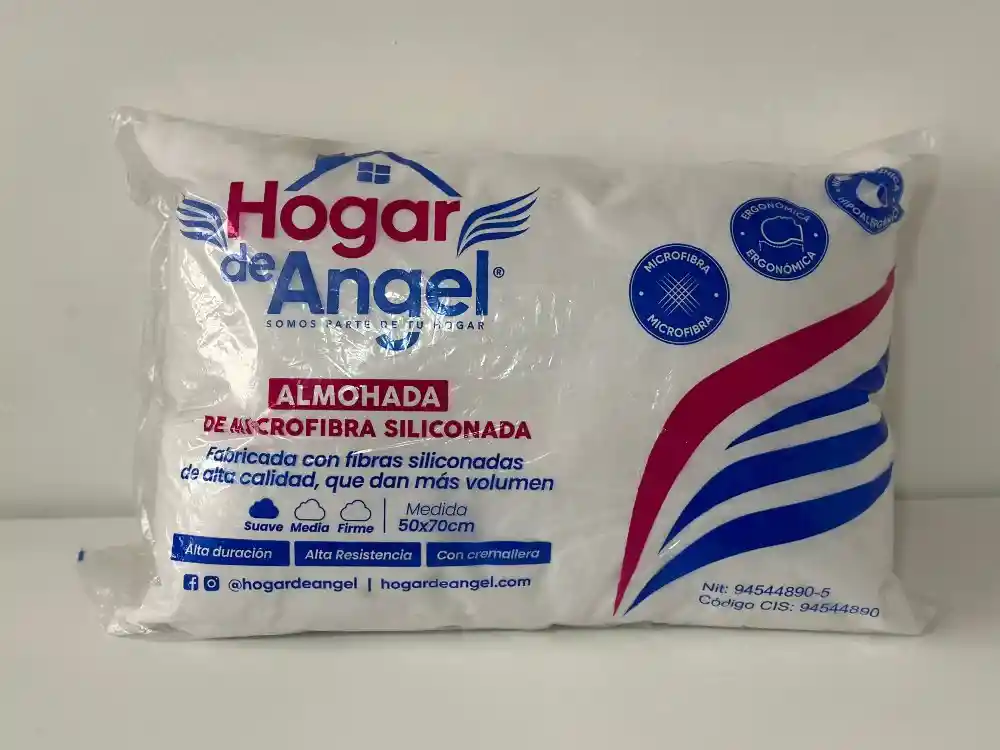 Hogar
de Angel®
SOMOS PARTE DE TU HOGAR
ALMOHADA
DE MICROFIBRA SILICONADA
Fabricada con fibras siliconadas
de alta calidad, que dan más volumen
Suave Media Firme
Medida
50x70cm
Alta duración
Alta Resistencia
Con cremallera
@hogardeangel | hogardeangel.com
MICROFIBRA
MICROFIBRA
ERGONÓMICA
ERGONÓMICA
Nit: 94544890-5
Código CIS: 94544890